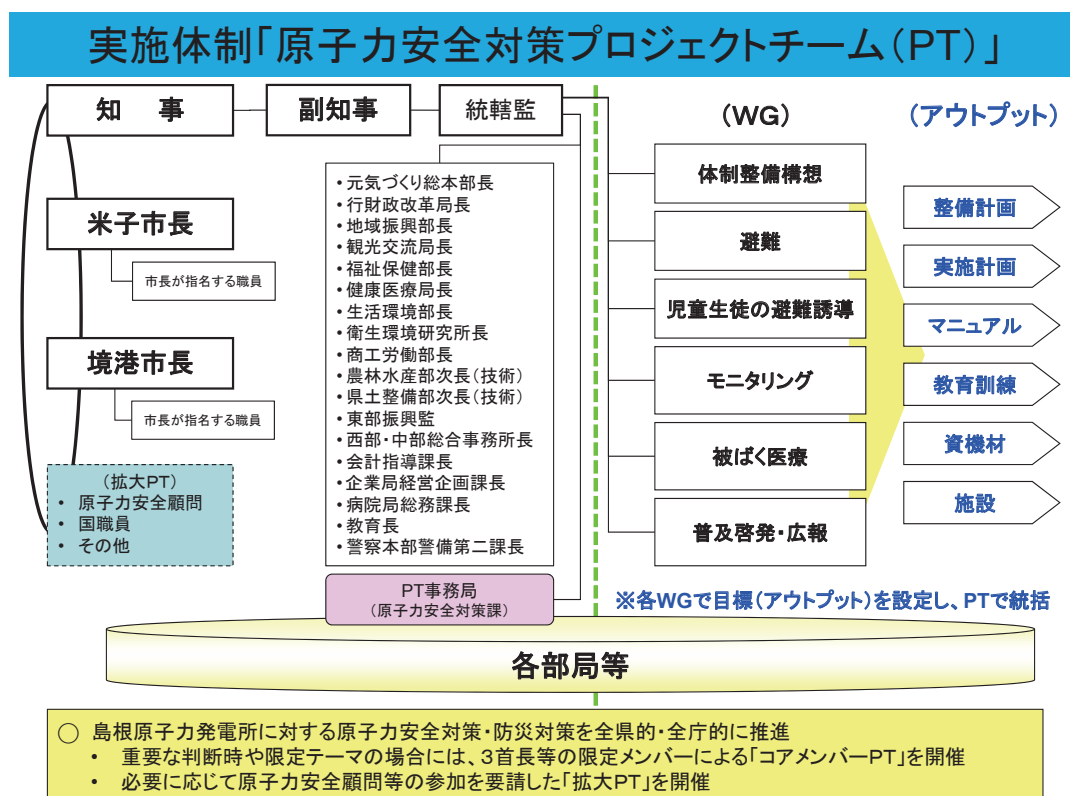 実施体制「原子力安全対策プロジェクトチーム(PT)」
知　事
副知事
統轄監
米子市長
市長が指名する職員
境港市長
市長が指名する職員
(拡大PT)
• 原子力安全顧問
• 国職員
• その他
•元気づくり総本部長
•行財政改革局長
•地域振興部長
•観光交流局長
•福祉保健部長
•健康医療局長
•生活環境部長
•衛生環境研究所長
•商工労働部長
•農林水産部次長(技術)
•県土整備部次長(技術)
•東部振興監
•西部・中部総合事務所長
•会計指導課長
•企業局経営企画課長
•病院局総務課長
•教育長
•警察本部警備第二課長
PT事務局
(原子力安全対策課)
(WG)
体制整備構想
避難
児童生徒の避難誘導
モニタリング
被ばく医療
普及啓発・広報
(アウトプット)
整備計画
実施計画
マニュアル
教育訓練
資機材
施設
※各WGで目標(アウトプット)を設定し、PTで統括
各部局等
○ 島根原子力発電所に対する原子力安全対策・防災対策を全県的・全庁的に推進
• 重要な判断時や限定テーマの場合には、3首長等の限定メンバーによる「コアメンバーPT」を開催
• 必要に応じて原子力安全顧問等の参加を要請した「拡大PT」を開催